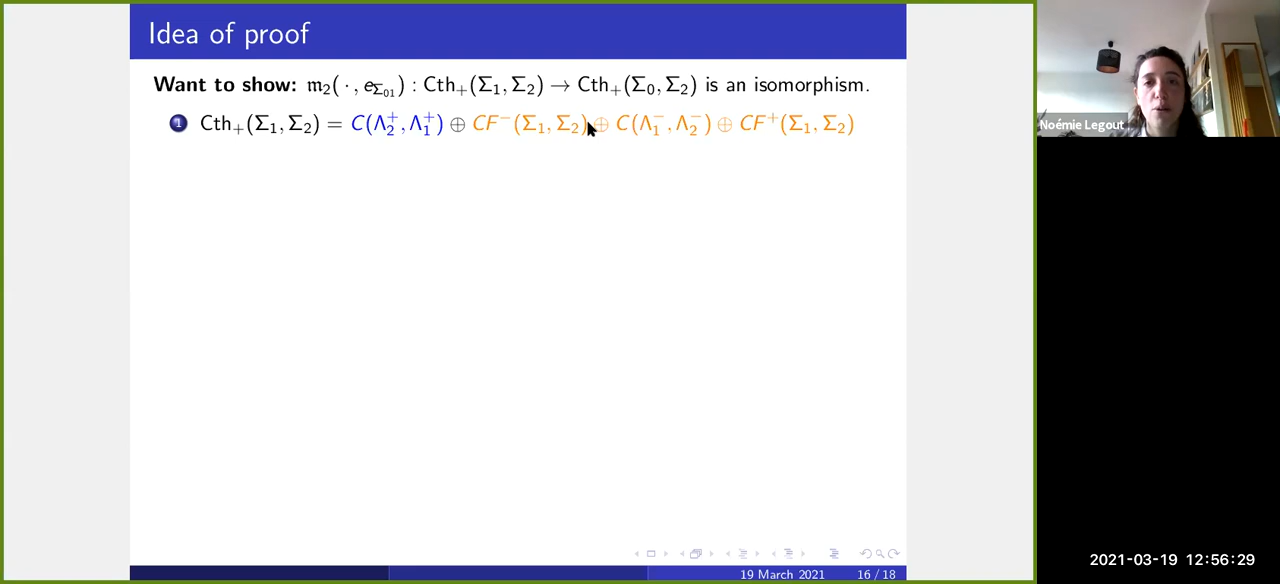 Idea of proof
Want to show: 𝔪₂( · , e_{Σ₀₁}) : Cth₊(Σ₁, Σ₂) → Cth₊(Σ₀, Σ₂) is an isomorphism.
1 Cth₊(Σ₁, Σ₂) = C(Λ₂⁺, Λ₁⁺) ⊕ CF⁻(Σ₁, Σ₂) ⊕ C(Λ₁⁻, Λ₂⁻) ⊕ CF⁺(Σ₁, Σ₂)
Noémie Legout
19 March 2021 16 / 18
2021-03-19 12:56:29